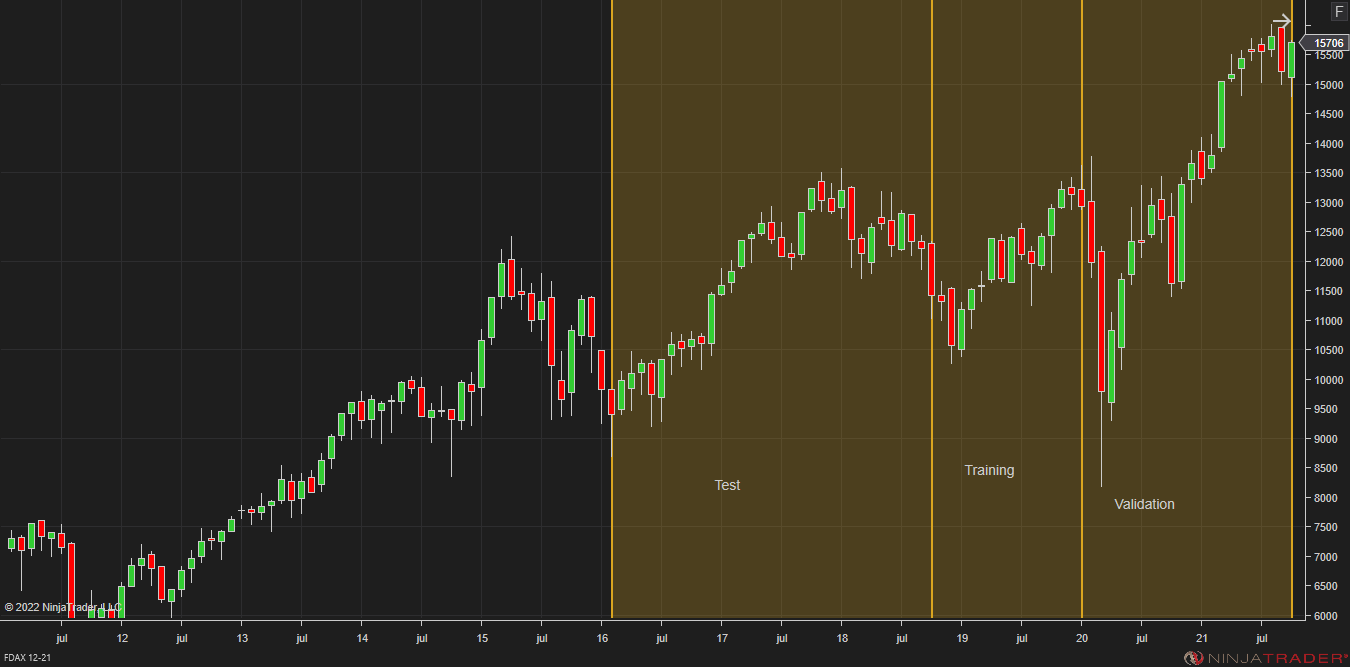 F
15706
15500
15000
14500
14000
13500
13000
12500
12000
11500
11000
10500
10000
9500
9000
8500
8000
7500
7000
6500
6000
Test
Training
Validation
© 2022 NinjaTrader, LLC
jul 12 jul 13 jul 14 jul 15 jul 16 jul 17 jul 18 jul 19 jul 20 jul 21 jul
FDAX 12-21
NINJATRADER